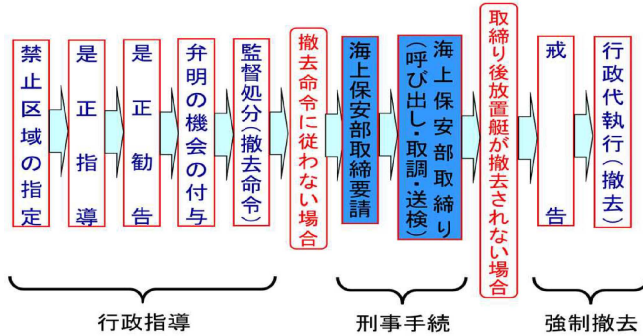 禁止区域の指定
是正指導
是正勧告
弁明の機会の付与
監督処分(撤去命令)
撤去命令に従わない場合
海上保安部取締要請
海上保安部取締り
(呼び出し・取調・送検)
取締り後放置艇が撤去されない場合
戒告
行政代執行(撤去)
行政指導
刑事手続
強制撤去